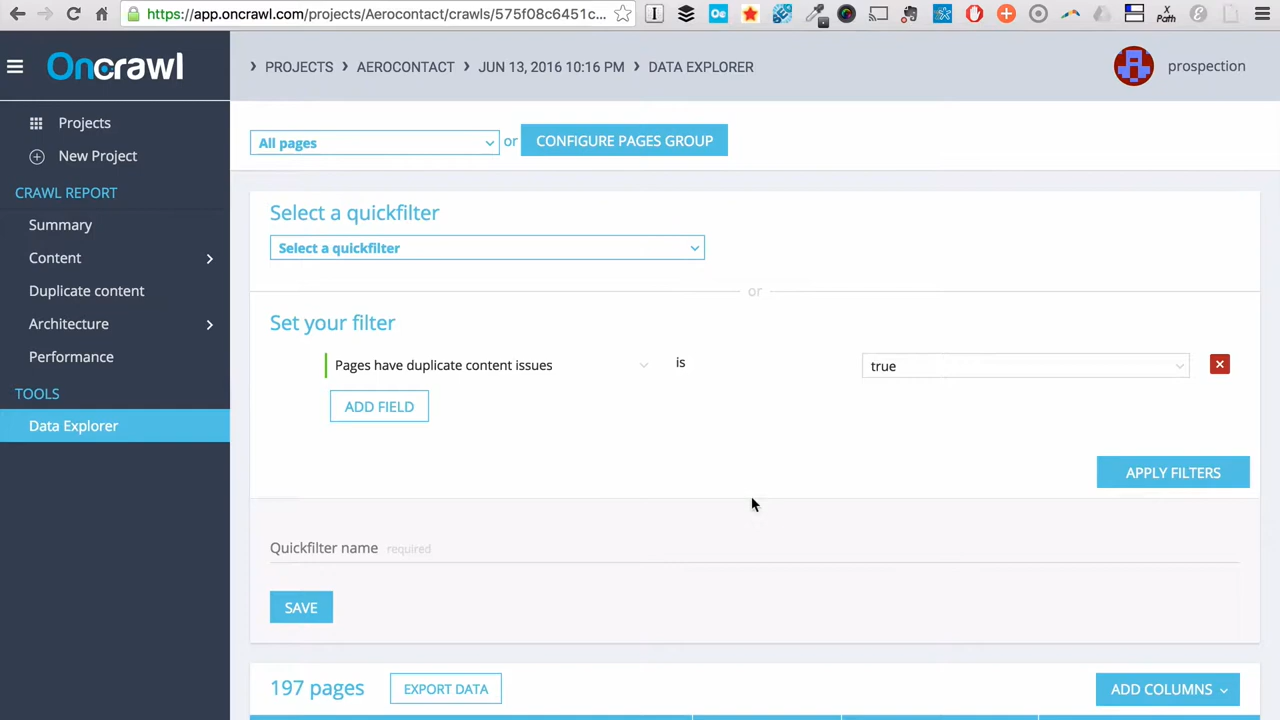 https://app.oncrawl.com/projects/Aerocontact/crawls/575f08c6451c...
X
Path
Oncrawl
PROJECTS
AEROCONTACT
JUN 13, 2016 10:16 PM
DATA EXPLORER
prospection
Projects
New Project
CRAWL REPORT
Summary
Content
Duplicate content
Architecture
Performance
TOOLS
Data Explorer
All pages
or
CONFIGURE PAGES GROUP
Select a quickfilter
Select a quickfilter
or
Set your filter
Pages have duplicate content issues
is
true
ADD FIELD
APPLY FILTERS
Quickfilter name required
SAVE
197 pages
EXPORT DATA
ADD COLUMNS